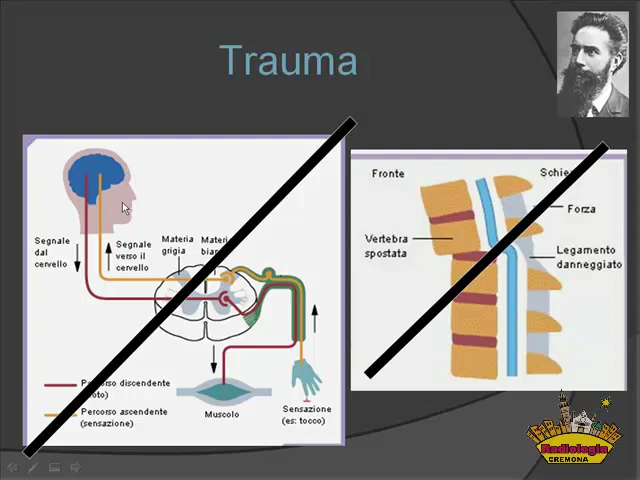 Trauma
Segnale
dal
cervello
Segnale
verso il
cervello
Materia
grigia
Fronte
Forza
Vertebra
spostata
Legamento
danneggiato
discendente
Percorso ascendente
(sensazione)
Muscolo
Sensazione
(es: tocco)
Radiologia
CREMONA